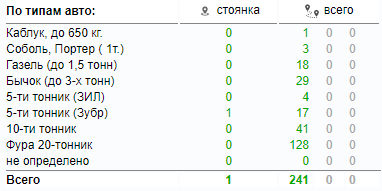 По типам авто: стоянка всего
Каблук, до 650 кг. 0 1 0 0
Соболь, Портер ( 1т.) 0 3 0 0
Газель (до 1,5 тонн) 0 18 0 0
Бычок (до 3-х тонн) 0 29 0 0
5-ти тонник (ЗИЛ) 0 4 0 0
5-ти тонник (Зубр) 1 17 0 0
10-ти тонник 0 41 0 0
Фура 20-тонник 0 128 0 0
не определено 0 0 0 0
Всего 1 241 0 0